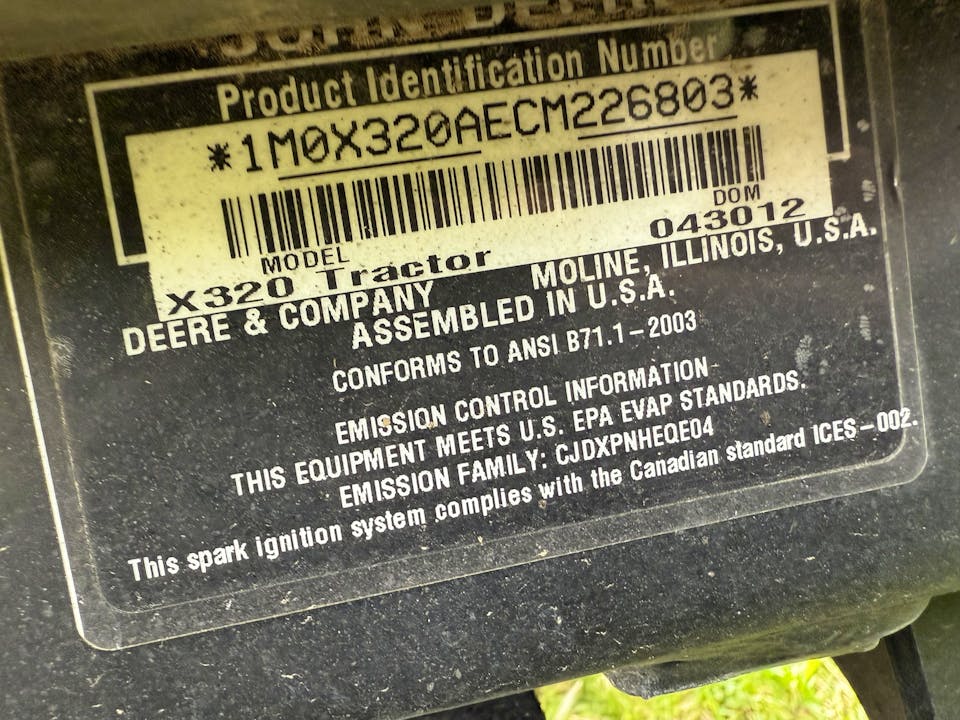 JOHN DEERE
Product Identification Number
*1M0X320AECM226803*
MODEL DOM
X320 Tractor 043012
DEERE & COMPANY MOLINE, ILLINOIS, U.S.A.
ASSEMBLED IN U.S.A.
CONFORMS TO ANSI B71.1-2003
EMISSION CONTROL INFORMATION
THIS EQUIPMENT MEETS U.S. EPA EVAP STANDARDS.
EMISSION FAMILY: CJDXPNHEQE04
This spark ignition system complies with the Canadian standard ICES-002.